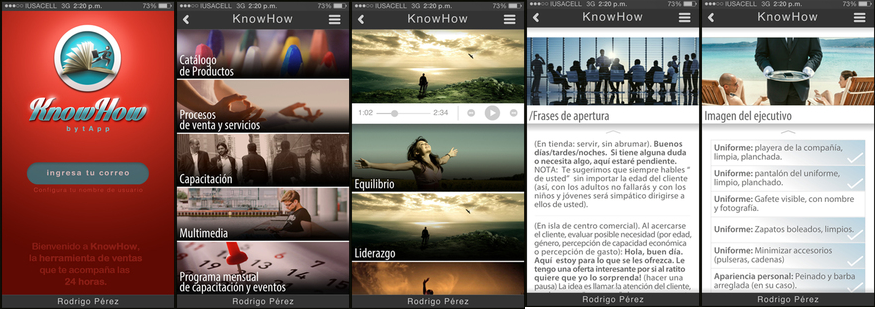 IUSACELL 3G 2:20 p.m. 73%
KnowHow
by tApp
ingresa tu correo
Configura tu nombre de usuario
Bienvenido a KnowHow,
la herramienta de ventas
que te acompaña las
24 horas.
Rodrigo Pérez
IUSACELL 3G 2:20 p.m. 73%
KnowHow
Catálogo
de Productos
Procesos
de venta y servicios
Capacitación
Multimedia
Programa mensual
de capacitación y eventos
Rodrigo Pérez
IUSACELL 3G 2:20 p.m. 73%
KnowHow
1:02 2:34
Equilibrio
Liderazgo
Rodrigo Pérez
IUSACELL 3G 2:20 p.m. 73%
KnowHow
/Frases de apertura
(En tienda: servir, sin abrumar). Buenos
días/tardes/noches. Si tiene alguna duda
o necesita algo, aquí estaré pendiente.
NOTA: Te sugerimos que siempre hables "
de usted" sin importar la edad del cliente
(así, con los adultos no fallarás y con los
niños y jóvenes será simpático dirigirse a
ellos de usted).
(En isla de centro comercial). Al acercarse
el cliente, evaluar posible necesidad (por edad,
género, percepción de capacidad económica
o percepción de gasto): Hola, buen día.
Aquí estoy para lo que se les ofrezca. Le
tengo una oferta interesante por si al ratito
quiere que yo lo sorprenda! (hacer una
pausa) La idea es llamar la atención del cliente,
Rodrigo Pérez
IUSACELL 3G 2:20 p.m. 73%
KnowHow
Imagen del ejecutivo
Uniforme: playera de la compañía,
limpia, planchada.
Uniforme: pantalón del uniforme,
limpio, planchado.
Uniforme: Gafete visible, con nombre
y fotografía.
Uniforme: Zapatos boleados, limpios.
Uniforme: Minimizar accesorios
(pulseras, cadenas)
Apariencia personal: Peinado y barba
arreglada (en su caso).
Rodrigo Pérez